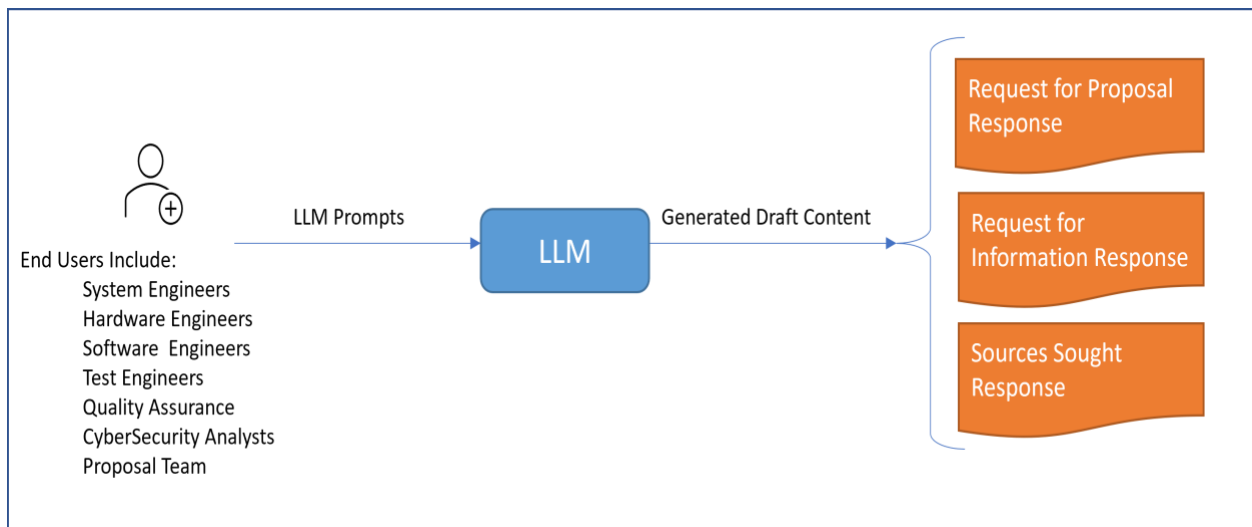 End Users Include:
System Engineers
Hardware Engineers
Software  Engineers
Test Engineers
Quality Assurance
CyberSecurity Analysts
Proposal Team
LLM Prompts
LLM
Generated Draft Content
Request for Proposal
Response
Request for
Information Response
Sources Sought
Response